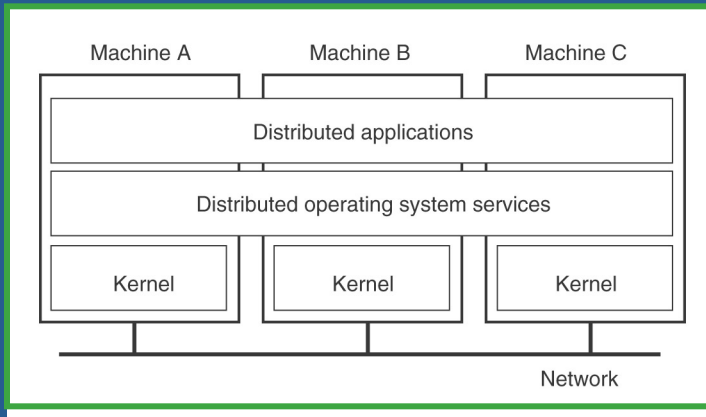 Machine A
Machine B
Machine C
Distributed applications
Distributed operating system services
Kernel
Kernel
Kernel
Network